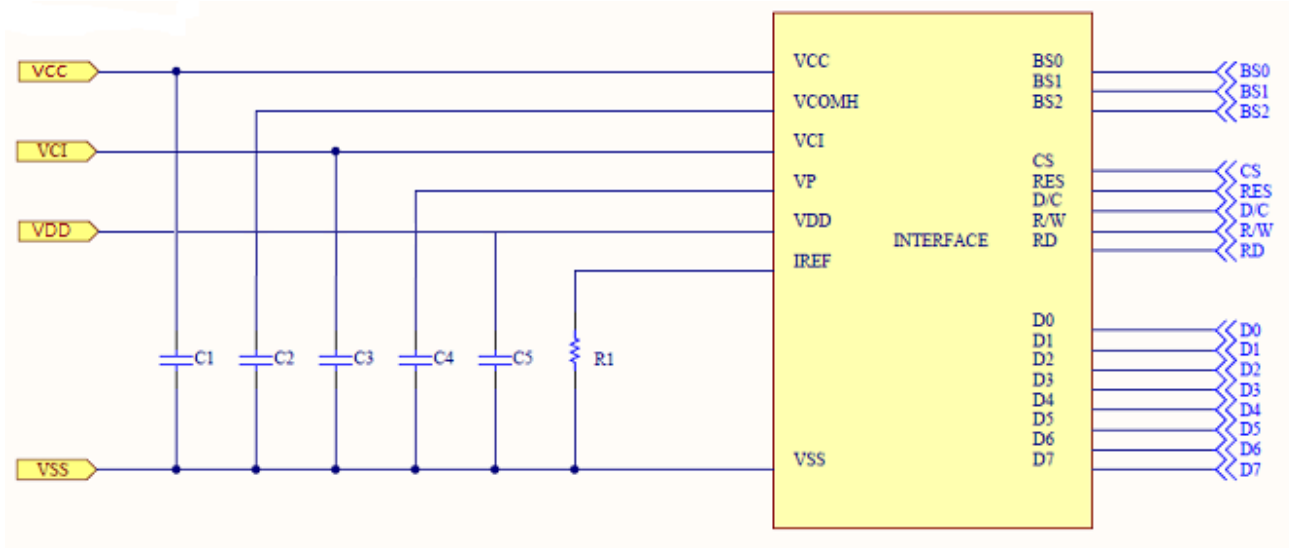 VCC
VCI
VDD
VSS
C1
C2
C3
C4
C5
R1
VCC
VCOMH
VCI
VP
VDD
IREF
VSS
INTERFACE
BS0
BS1
BS2
CS
RES
D/C
R/W
RD
D0
D1
D2
D3
D4
D5
D6
D7
BS0
BS1
BS2
CS
RES
D/C
R/W
RD
D0
D1
D2
D3
D4
D5
D6
D7